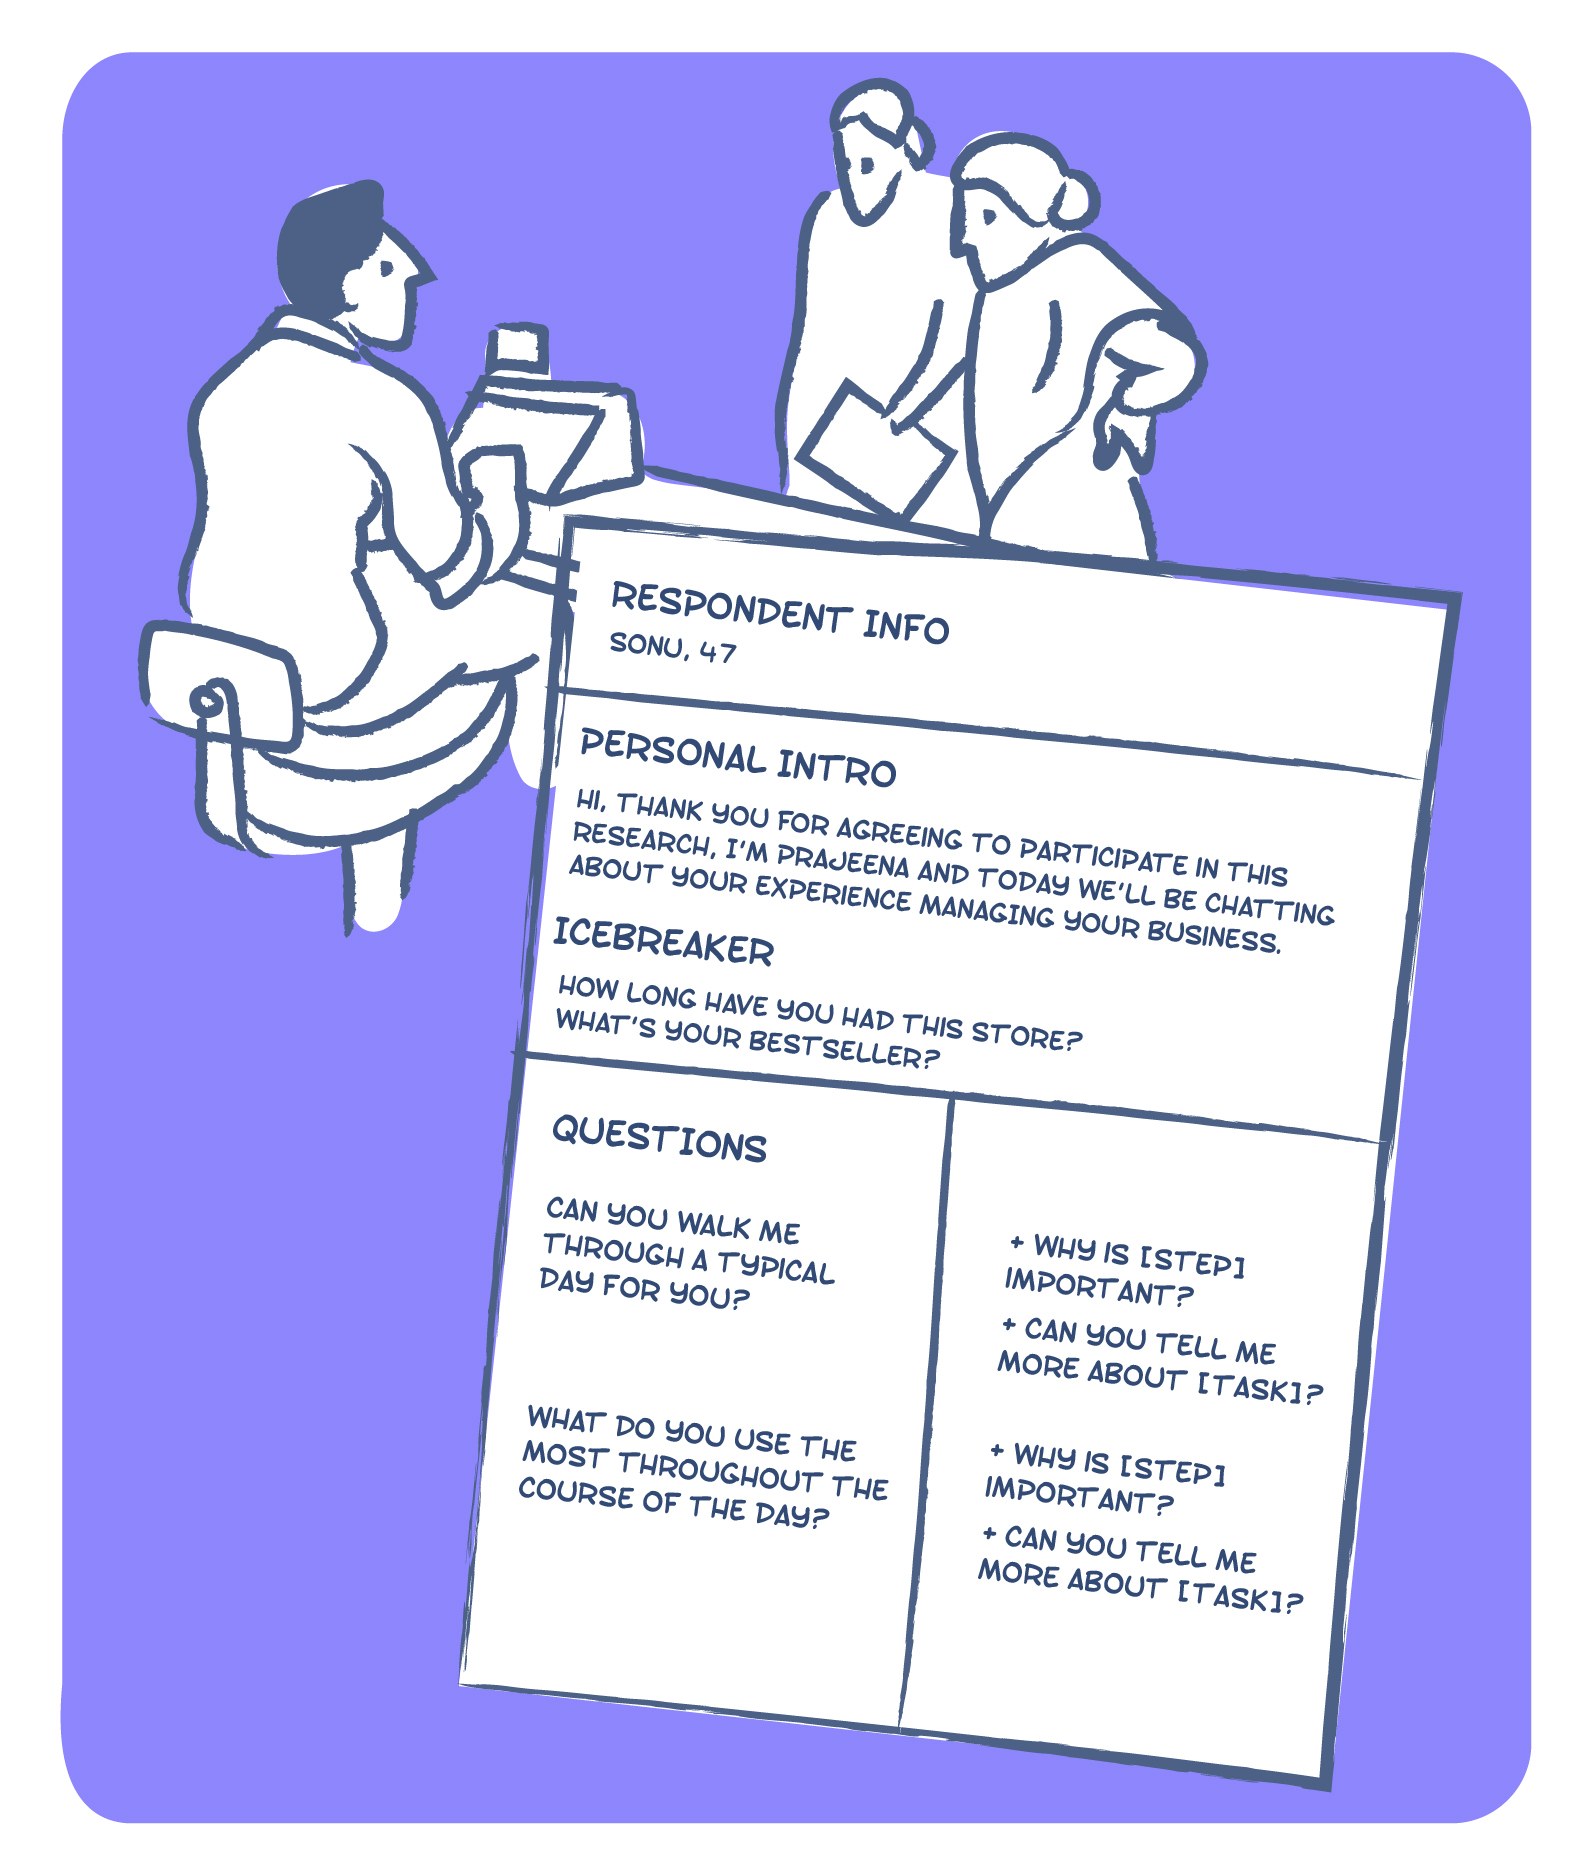 RESPONDENT INFO
SONU, 47
PERSONAL INTRO
HI, THANK YOU FOR AGREEING TO PARTICIPATE IN THIS
RESEARCH, I'M PRAJEENA AND TODAY WE'LL BE CHATTING
ABOUT YOUR EXPERIENCE MANAGING YOUR BUSINESS.
ICEBREAKER
HOW LONG HAVE YOU HAD THIS STORE?
WHAT'S YOUR BESTSELLER?
QUESTIONS
CAN YOU WALK ME
THROUGH A TYPICAL
DAY FOR YOU?
+ WHY IS [STEP]
IMPORTANT?
+ CAN YOU TELL ME
MORE ABOUT [TASK]?
WHAT DO YOU USE THE
MOST THROUGHOUT THE
COURSE OF THE DAY?
+ WHY IS [STEP]
IMPORTANT?
+ CAN YOU TELL ME
MORE ABOUT [TASK]?